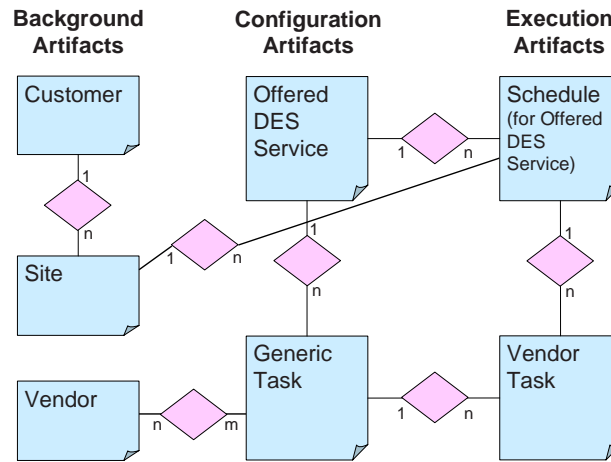 Background
Artifacts
Configuration
Artifacts
Execution
Artifacts
Customer
Offered
DES
Service
Schedule
(for Offered
DES
Service)
1
n
1
n
1
n
1
n
1
n
Site
Generic
Task
Vendor
Task
Vendor
n
m
1
n